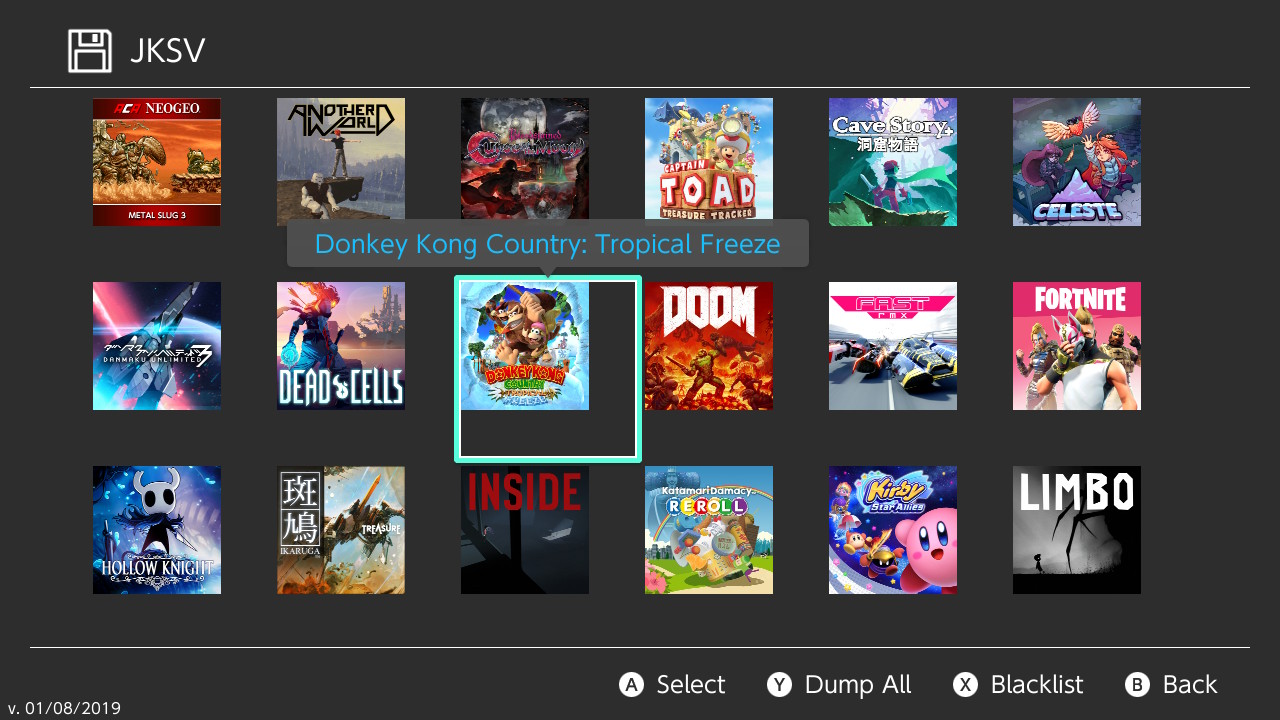 JKSV
ACA NEOGEO
METAL SLUG 3
ANOTHER
WORLD
Bloodstained
Curse of the Moon
CAPTAIN
TOAD
TREASURE TRACKER
Cave Story+
洞窟物語
CELESTE
Donkey Kong Country: Tropical Freeze
DANMAKU UNLIMITED 3
DEAD CELLS
DONKEY KONG
COUNTRY
TROPICAL
FREEZE
DOOM
FAST
rmx
FORTNITE
HOLLOW KNIGHT
斑
鳩
IKARUGA
TREASURE
INSIDE
Katamari Damacy
REROLL
Kirby
Star Allies
LIMBO
A Select
Y Dump All
X Blacklist
B Back
v. 01/08/2019